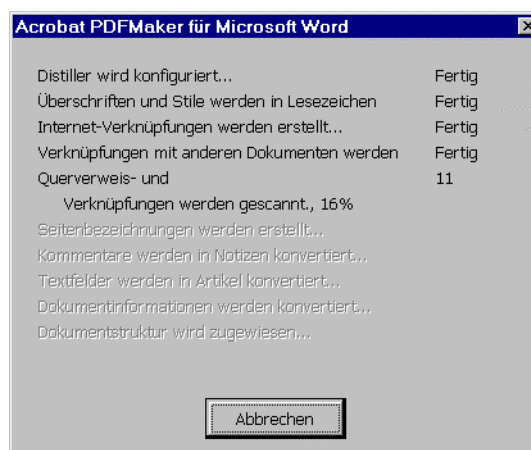 Acrobat PDFMaker für Microsoft Word
Distiller wird konfiguriert... Fertig
Überschriften und Stile werden in Lesezeichen Fertig
Internet-Verknüpfungen werden erstellt... Fertig
Verknüpfungen mit anderen Dokumenten werden Fertig
Querverweis- und 11
Verknüpfungen werden gescannt., 16%
Seitenbezeichnungen werden erstellt...
Kommentare werden in Notizen konvertiert...
Textfelder werden in Artikel konvertiert...
Dokumentinformationen werden konvertiert...
Dokumentstruktur wird zugewiesen...
Abbrechen